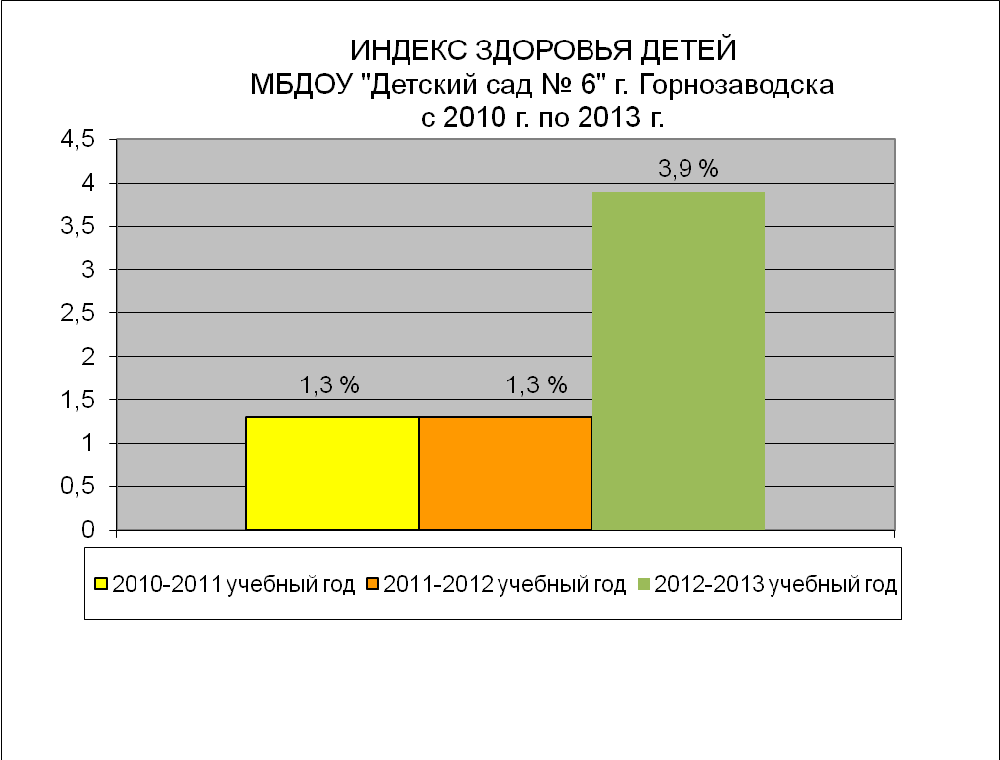 ИНДЕКС ЗДОРОВЬЯ ДЕТЕЙ
МБДОУ "Детский сад № 6" г. Горнозаводска
с 2010 г. по 2013 г.
4,5
4
3,5
3
2,5
2
1,5
1
0,5
0
1,3 %
1,3 %
3,9 %
2010-2011 учебный год
2011-2012 учебный год
2012-2013 учебный год